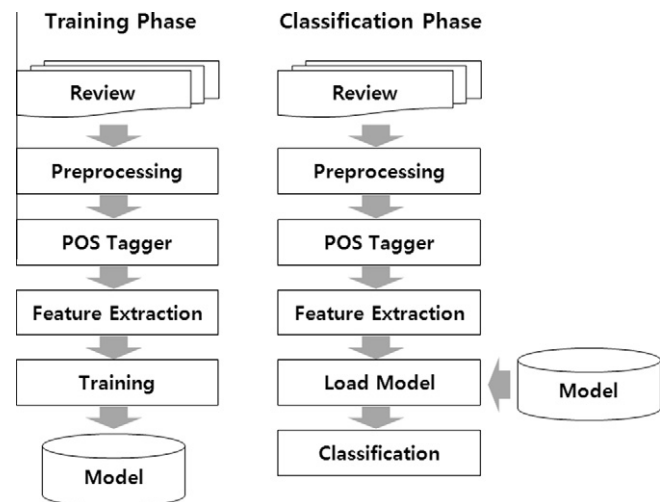 Training Phase
Review
Preprocessing
POS Tagger
Feature Extraction
Training
Model
Classification Phase
Review
Preprocessing
POS Tagger
Feature Extraction
Load Model
Model
Classification